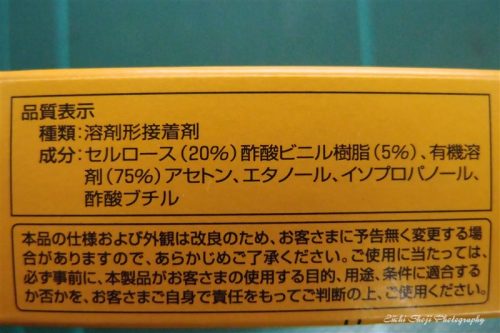 品質表示
種類:溶剤形接着剤
成分:セルロース(20%)酢酸ビニル樹脂(5%)、有機溶
剤(75%)アセトン、エタノール、イソプロパノール、
酢酸ブチル
本品の仕様および外観は改良のため、お客さまに予告無く変更する場
合がありますので、あらかじめご了承ください。ご使用に当たっては、
必ず事前に、本製品がお客さまの使用する目的、用途、条件に適合する
か否かを、お客さまご自身で責任をもってご判断の上、ご使用ください。
Eiichi Shoji Photography